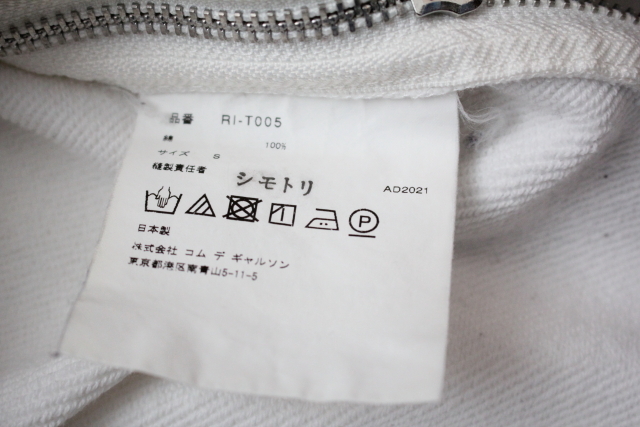 品番 RI-T005
綿 100%
サイズ S
縫製責任者 シモトリ AD2021
P
日本製
株式会社 コム デ ギャルソン
東京都港区南青山5-11-5